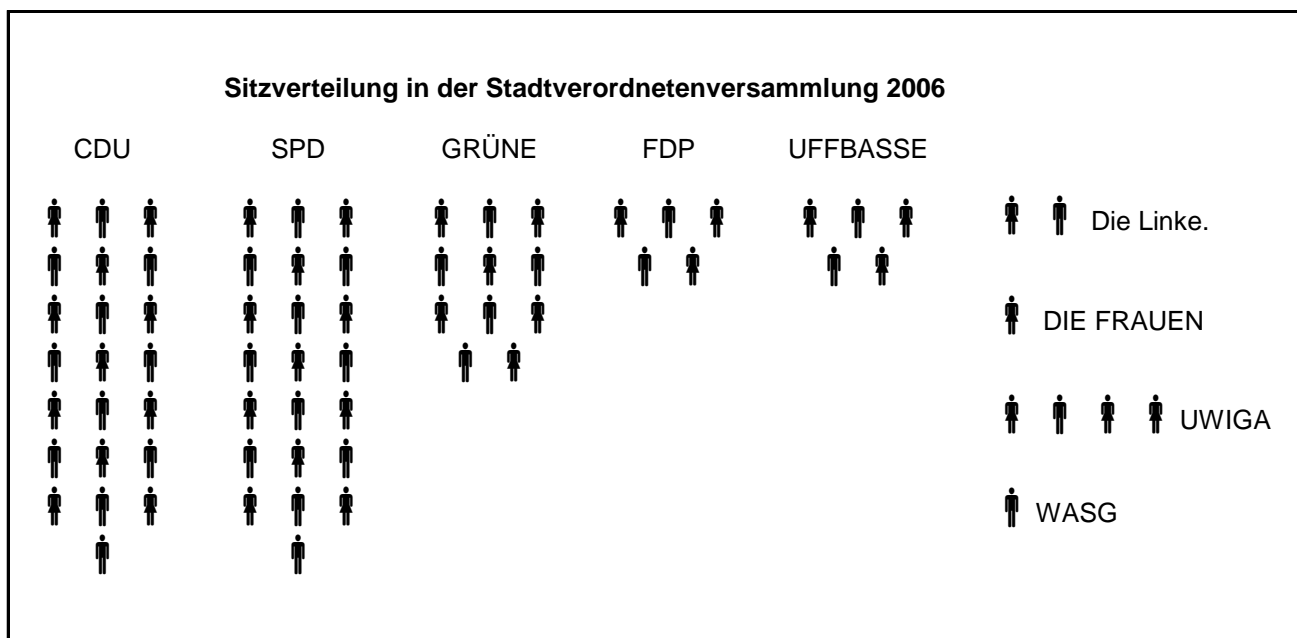 Sitzverteilung in der Stadtverordnetenversammlung 2006
CDU SPD GRÜNE FDP UFFBASSE
Die Linke.
DIE FRAUEN
UWIGA
WASG